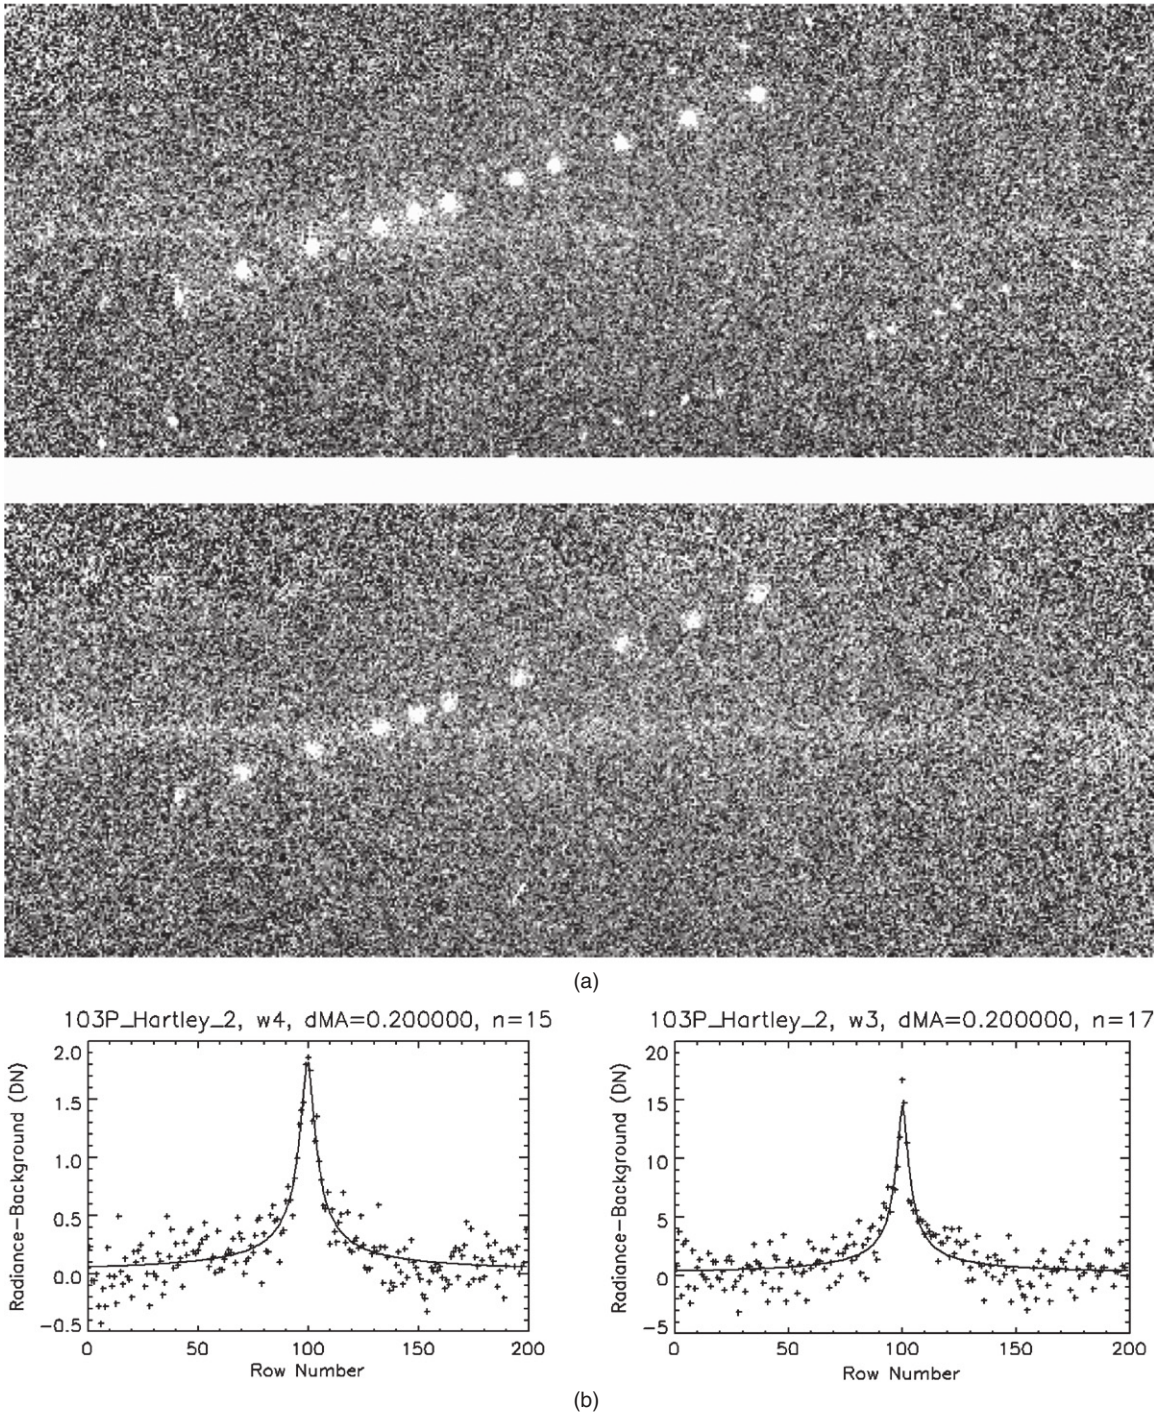 (a)
103P_Hartley_2, w4, dMA=0.200000, n=15
2.0
1.5
1.0
0.5
0.0
-0.5
Radiance-Background (DN)
0 50 100 150 200
Row Number
103P_Hartley_2, w3, dMA=0.200000, n=17
20
15
10
5
0
-5
Radiance-Background (DN)
0 50 100 150 200
Row Number
(b)